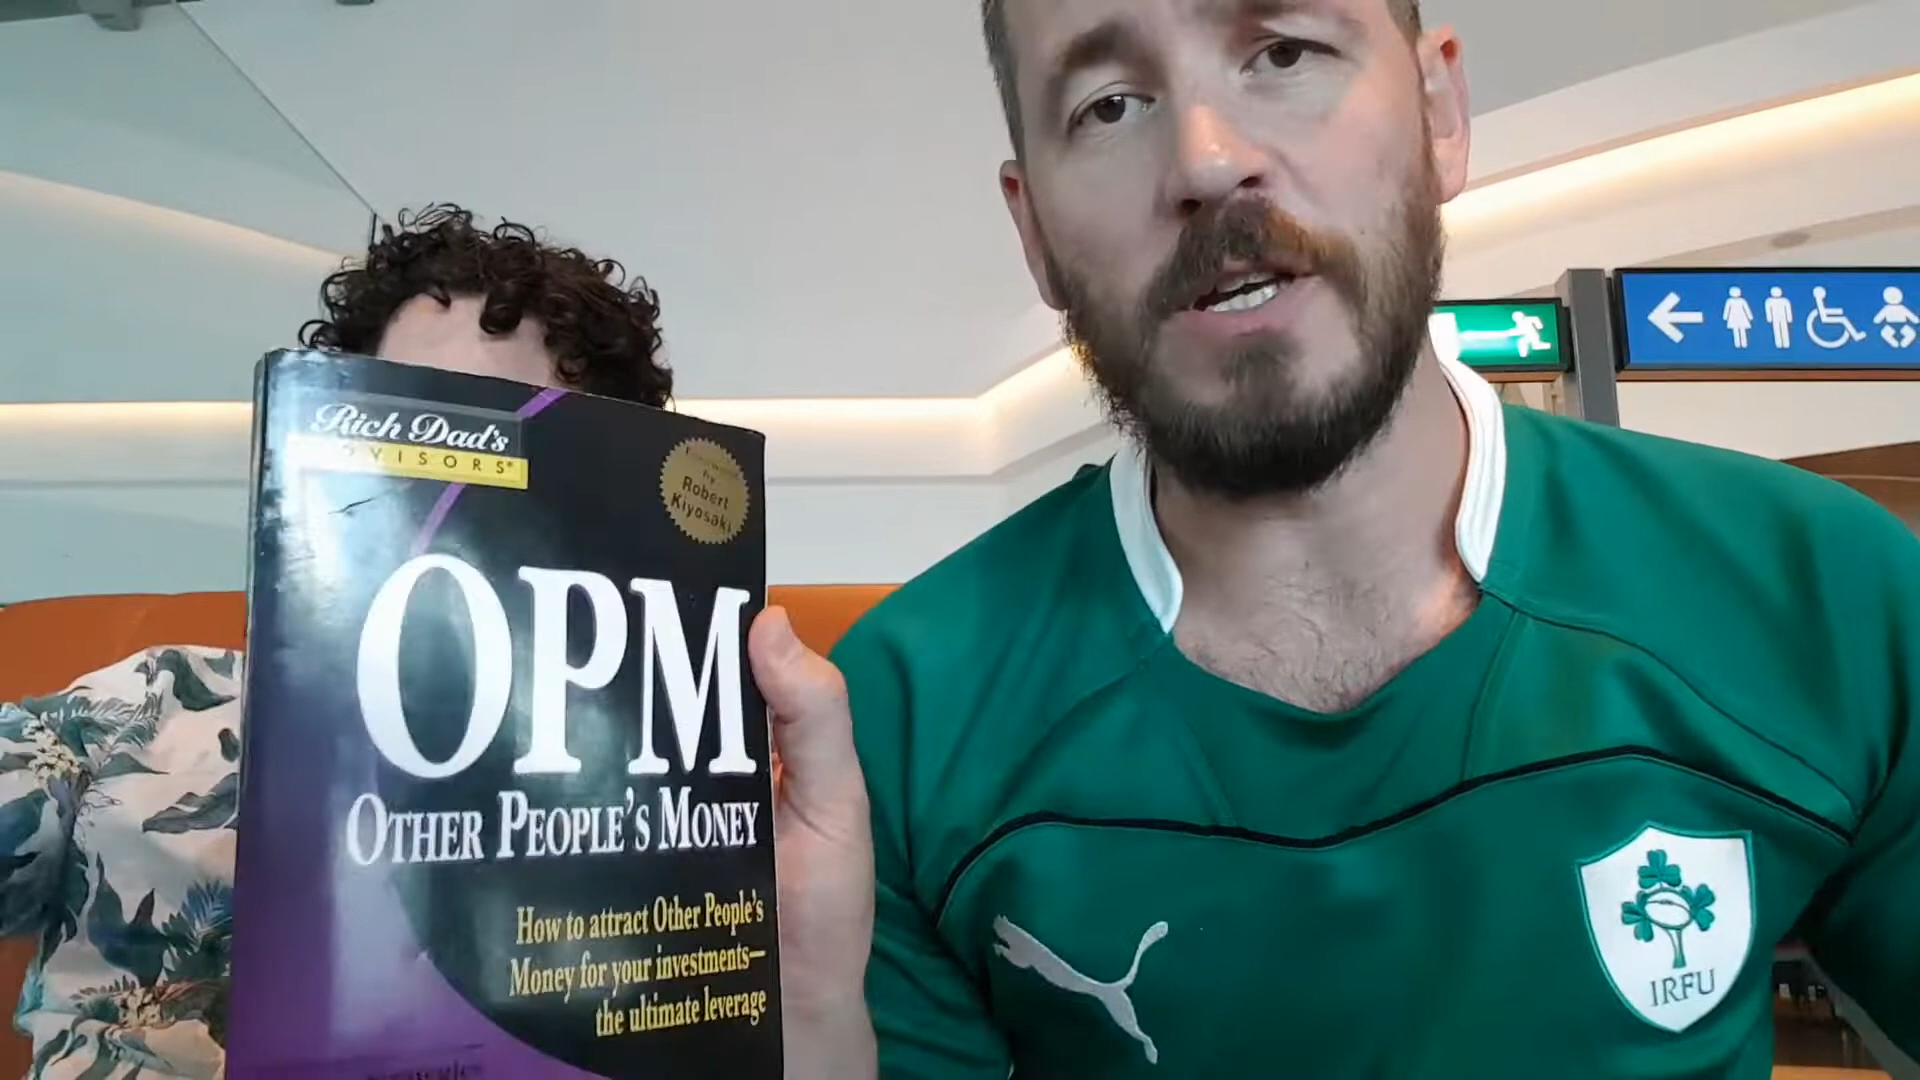 Rich Dad's
ADVISORS®
Foreword
by
Robert
Kiyosaki
OPM
OTHER PEOPLE'S MONEY
How to attract Other People's
Money for your investments—
the ultimate leverage
IRFU